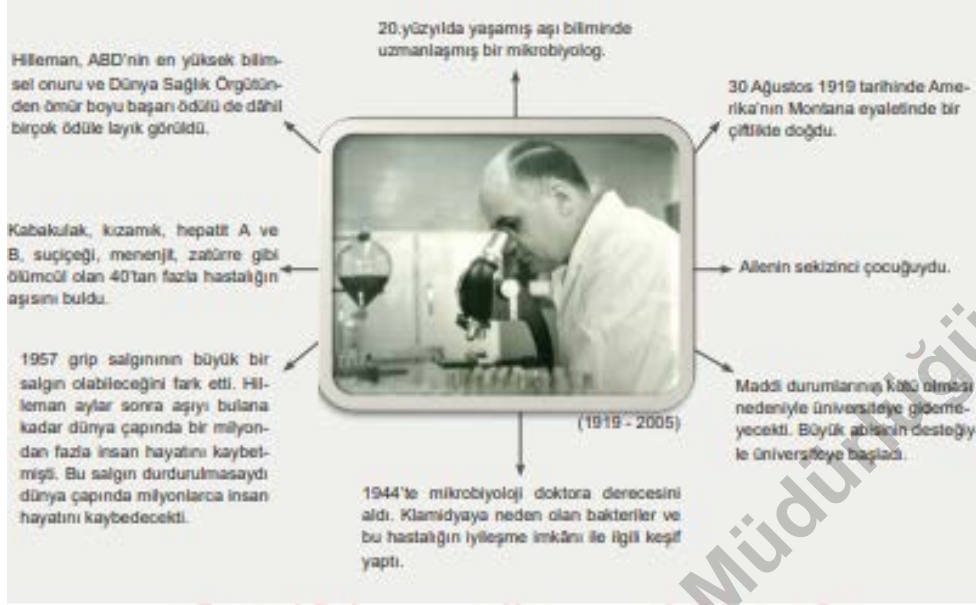 20.yüzyılda yaşamış aşı biliminde
uzmanlaşmış bir mikrobiyolog.
Hilleman, ABD'nin en yüksek bilim-
sel onuru ve Dünya Sağlık Örgütün-
den ömür boyu başarı ödülü de dâhil
birçok ödüle layık görüldü.
30 Ağustos 1919 tarihinde Ame-
rika'nın Montana eyaletinde bir
çiftlikte doğdu.
Kabakulak, kızamık, hepatit A ve
B, suçiçeği, menenjit, zatürre gibi
ölümcül olan 40'tan fazla hastalığın
aşısını buldu.
Ailenin sekizinci çocuğuydu.
1957 grip salgınının büyük bir
salgın olabileceğini fark etti. Hil-
leman aylar sonra aşıyı bulana
kadar dünya çapında bir milyon-
dan fazla insan hayatını kaybet-
mişti. Bu salgın durdurulmasaydı
dünya çapında milyonlarca insan
hayatını kaybedecekti.
Maddi durumlarının kötü olması
nedeniyle üniversiteye gideme-
yecekti. Büyük abisinin desteğiy-
le üniversiteye başladı.
(1919 - 2005)
1944'te mikrobiyoloji doktora derecesini
aldı. Klamidyaya neden olan bakteriler ve
bu hastalığın iyileşme imkânı ile ilgili keşif
yaptı.
Müdürlüğü